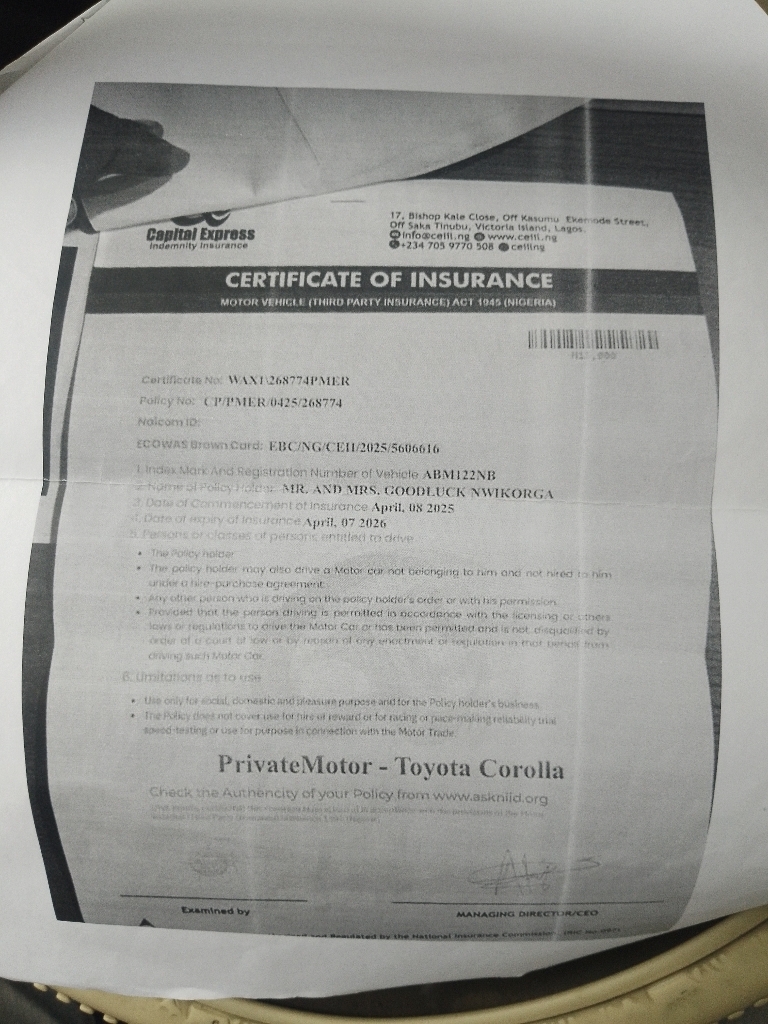 Capital Express
Indemnity Insurance
17, Bishop Kale Close, Off Kasumu Ekemode Street,
Off Saka Tinubu, Victoria Island, Lagos.
info@ceiil.ng www.ceiil.ng
+234 705 9770 508 ceiilng
CERTIFICATE OF INSURANCE
MOTOR VEHICLE (THIRD PARTY INSURANCE) ACT 1945 (NIGERIA)
Certificate No: WAX1\268774PMER
Policy No: CP/PMER/0425/268774
Naicom ID:
ECOWAS Brown Card: EBC/NG/CEII/2025/5606616
1. Index Mark And Registration Number of Vehicle ABM122NB
2. Name of Policy Holder MR. AND MRS. GOODLUCK NWIKORGA
3. Date of Commencement of Insurance April, 08 2025
4. Date of expiry of Insurance April, 07 2026
5. Persons or classes of persons entitled to drive
• The Policy holder
• The policy holder may also drive a Motor car not belonging to him and not hired to him
under a hire-purchase agreement
• Any other person who is driving on the policy holder's order or with his permission.
• Provided that the person driving is permitted in accordance with the licensing or others
laws or regulations to drive the Motor Car or has been permitted and is not disqualified by
order of a court of law or by reason of any enactment or regulation in that behalf from
driving such Motor Car.
6. Limitations as to use
• Use only for social, domestic and pleasure purpose and for the Policy holder's business
• The Policy does not cover use for hire or reward or for racing or pace-making reliability trial
speed-testing or use for purpose in connection with the Motor Trade
PrivateMotor - Toyota Corolla
Check the Authencity of your Policy from www.askniid.org
Examined by
MANAGING DIRECTOR/CEO
and Regulated by the National Insurance Commission